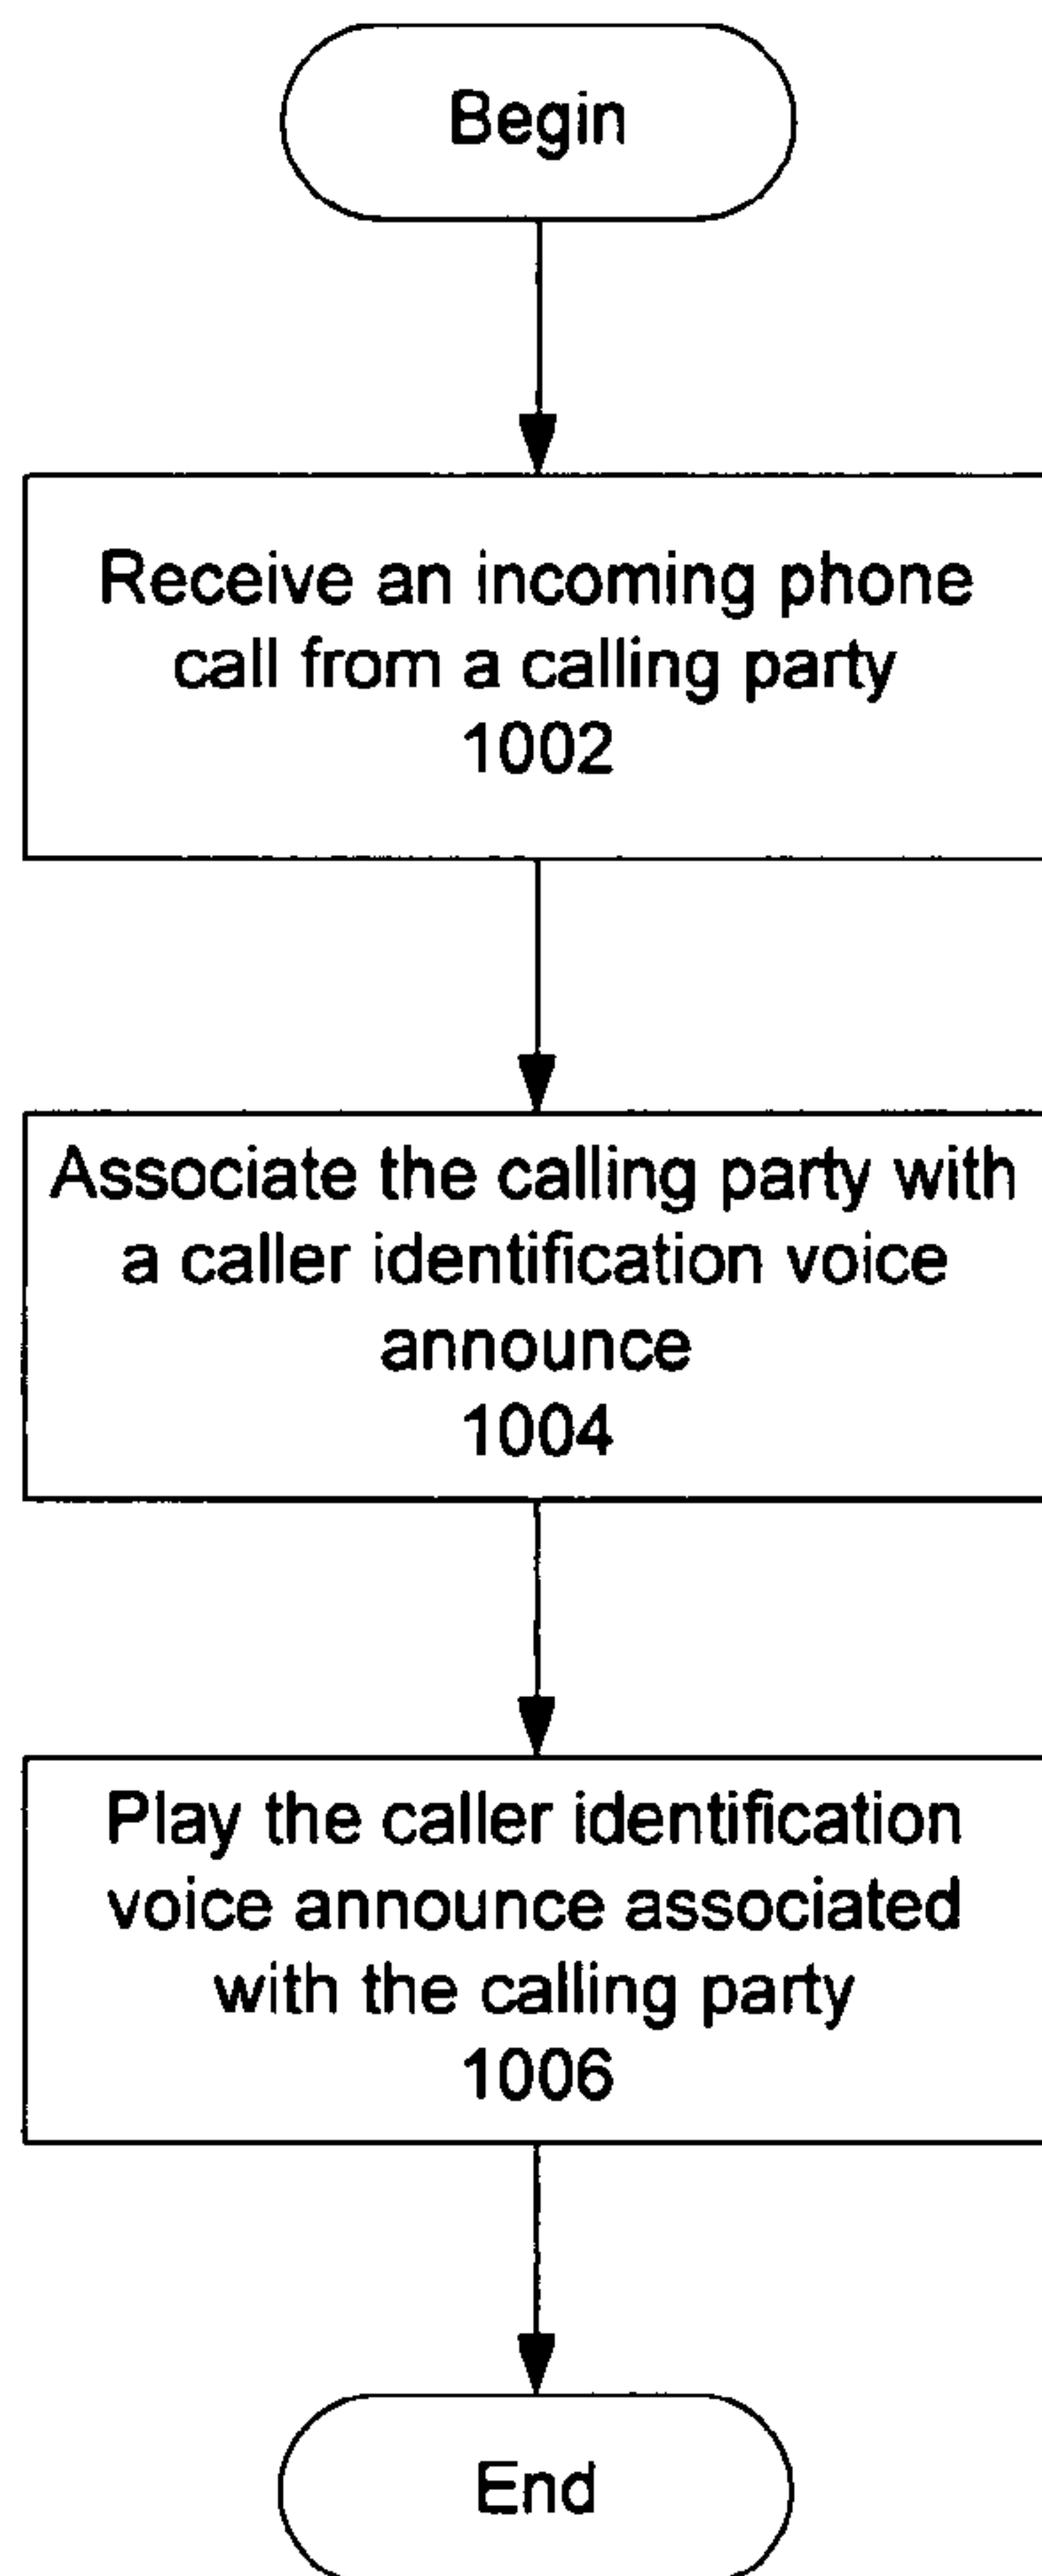 Begin
Receive an incoming phone
call from a calling party
1002
Associate the calling party with
a caller identification voice
announce
1004
Play the caller identification
voice announce associated
with the calling party
1006
End